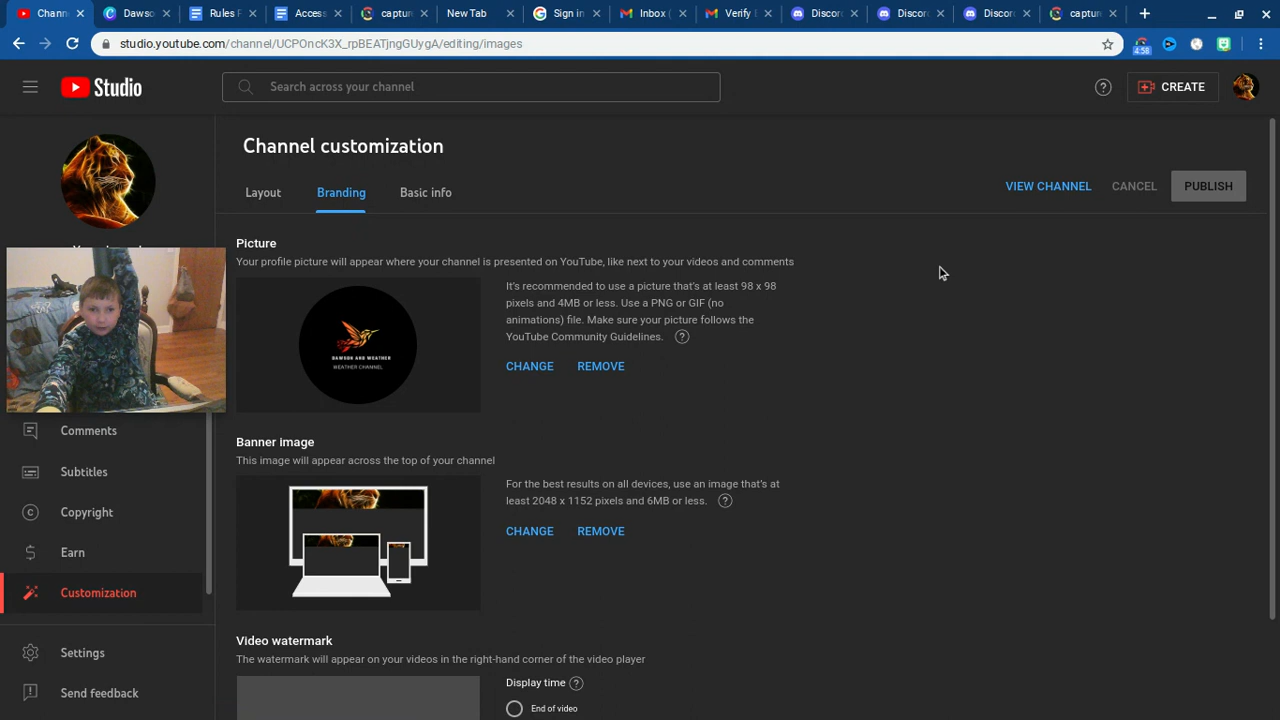 Chann
Dawso
Rules F
Access
captur
New Tab
Sign in
Inbox (
Verify E
Discor
Discor
Discor
captur
studio.youtube.com/channel/UCPOncK3X_rpBEATjngGUygA/editing/images
4:58
Studio
Search across your channel
CREATE
Channel customization
Layout
Branding
Basic info
VIEW CHANNEL
CANCEL
PUBLISH
Picture
Your profile picture will appear where your channel is presented on YouTube, like next to your videos and comments
DAWSON AND WEATHER
WEATHER CHANNEL
It's recommended to use a picture that's at least 98 x 98
pixels and 4MB or less. Use a PNG or GIF (no
animations) file. Make sure your picture follows the
YouTube Community Guidelines.
CHANGE
REMOVE
Comments
Subtitles
Copyright
Earn
Customization
Settings
Send feedback
Banner image
This image will appear across the top of your channel
For the best results on all devices, use an image that's at
least 2048 x 1152 pixels and 6MB or less.
CHANGE
REMOVE
Video watermark
The watermark will appear on your videos in the right-hand corner of the video player
Display time
End of video